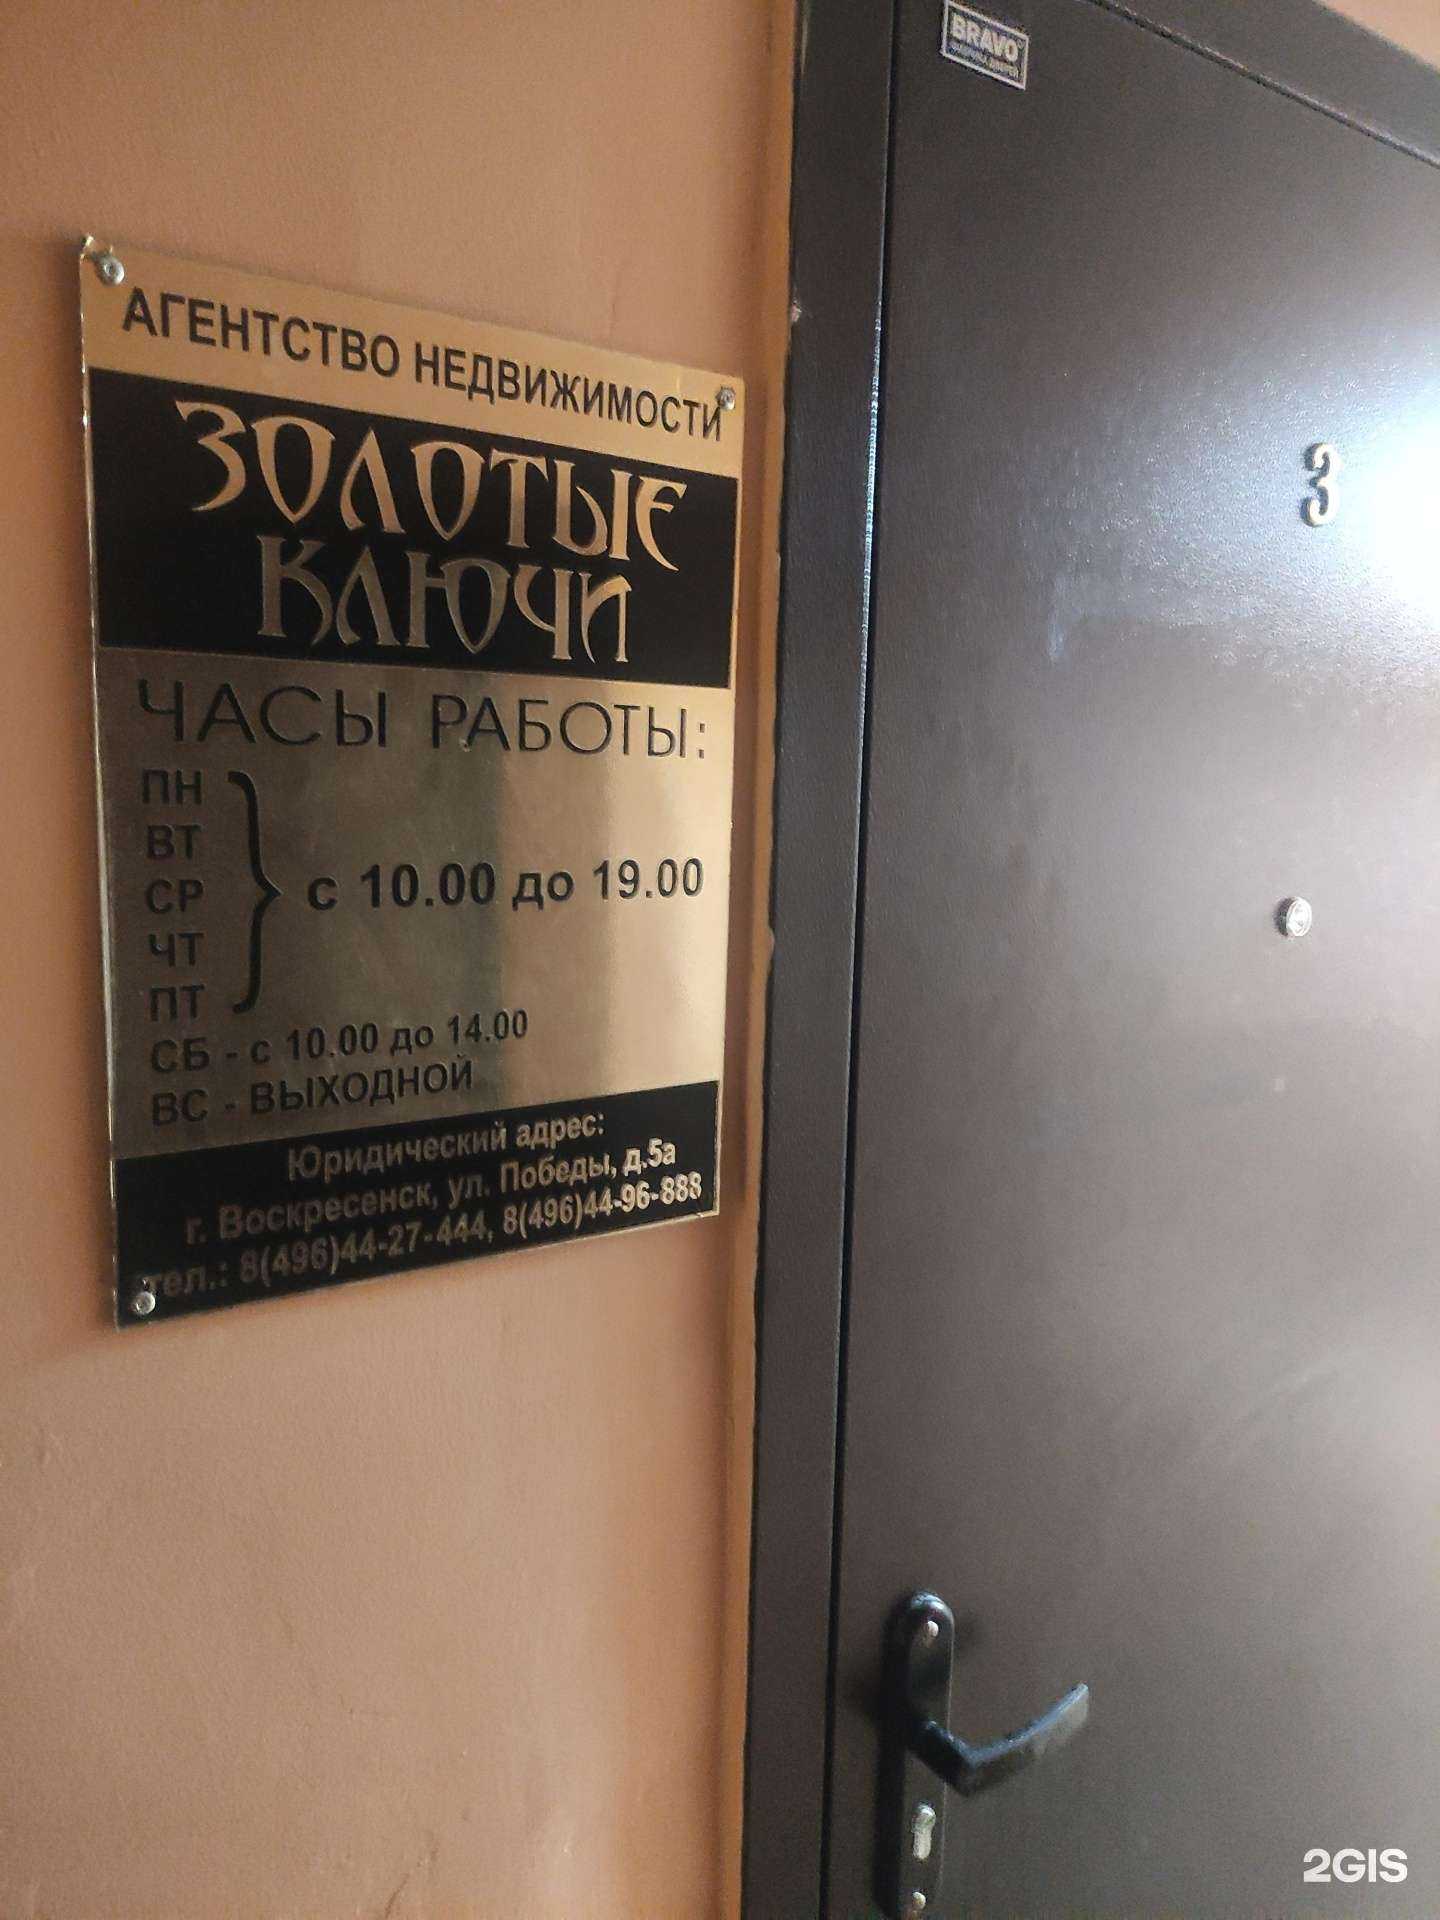 АГЕНТСТВО НЕДВИЖИМОСТИ
ЗОЛОТЫЕ
КЛЮЧИ
ЧАСЫ РАБОТЫ:
ПН
ВТ
СР
ЧТ
ПТ
с 10.00 до 19.00
СБ - с 10.00 до 14.00
ВС - ВЫХОДНОЙ
Юридический адрес:
г. Воскресенск, ул. Победы, д.5а
тел.: 8(496)44-27-444, 8(496)44-96-888
BRAVO
ФАБРИКА ДВЕРЕЙ
3
2GIS